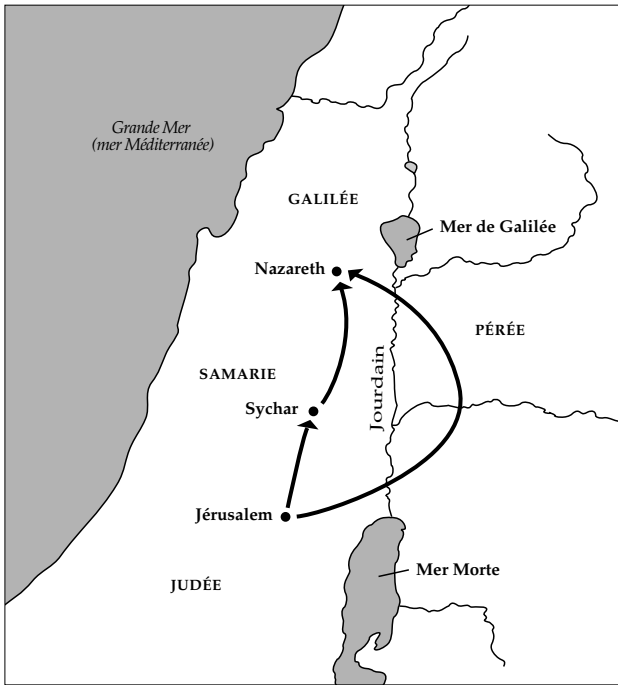 Grande Mer
(mer Méditerranée)
GALILÉE
Mer de Galilée
Nazareth
PÉRÉE
Jourdain
SAMARIE
Sychar
Jérusalem
Mer Morte
JUDÉE